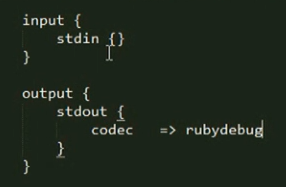 input {
    stdin {}
}
output {
    stdout {
        codec   => rubydebug
    }
}